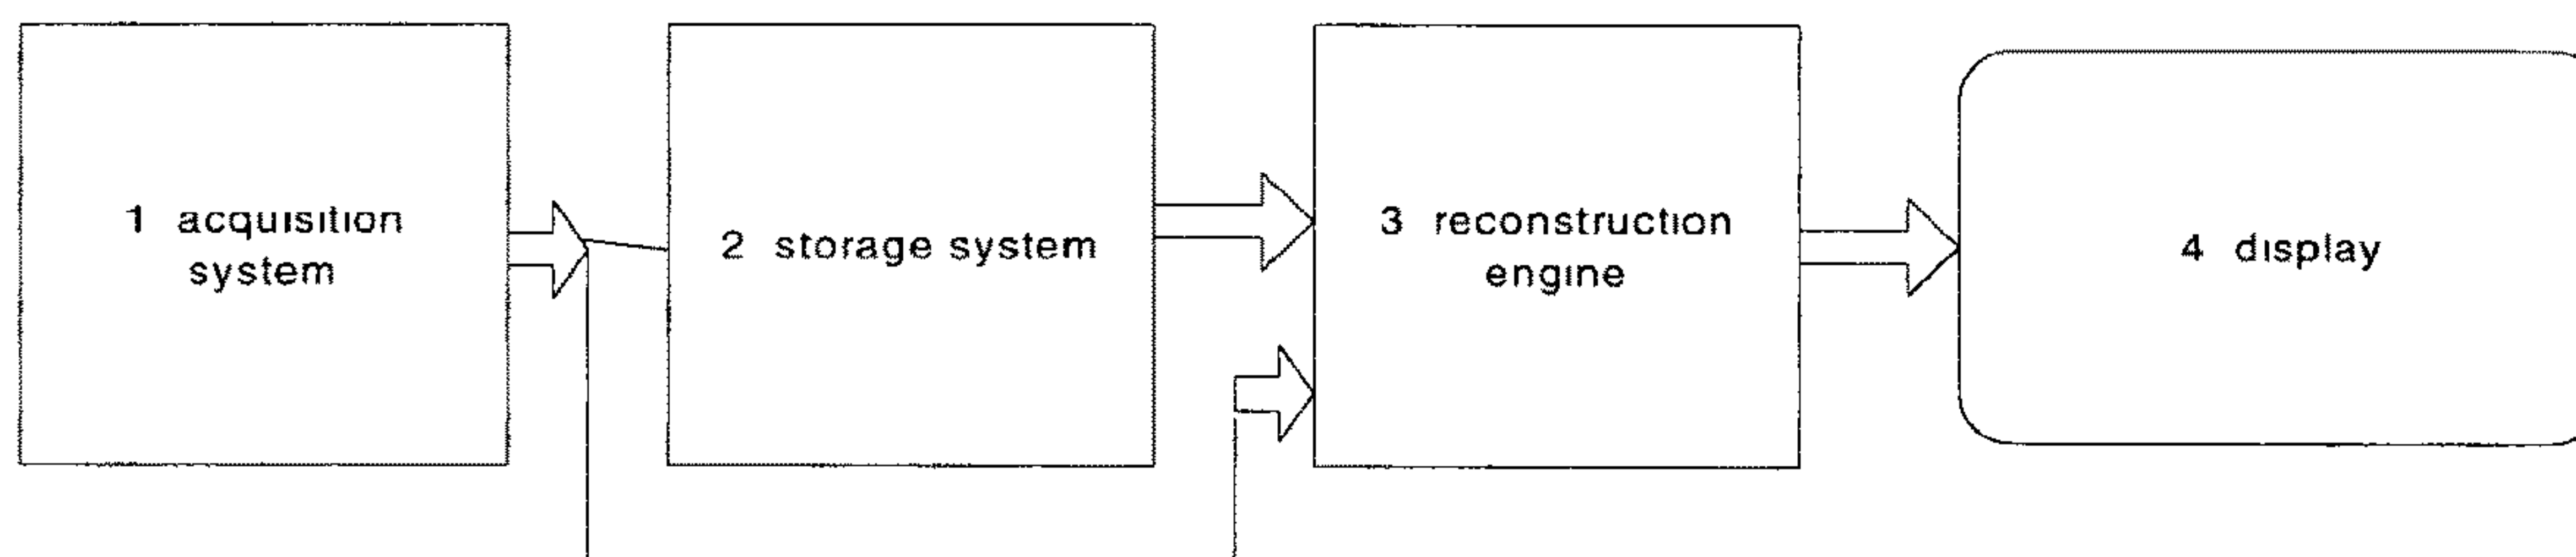 1 acquisition
system
2 storage system
3 reconstruction
engine
4 display